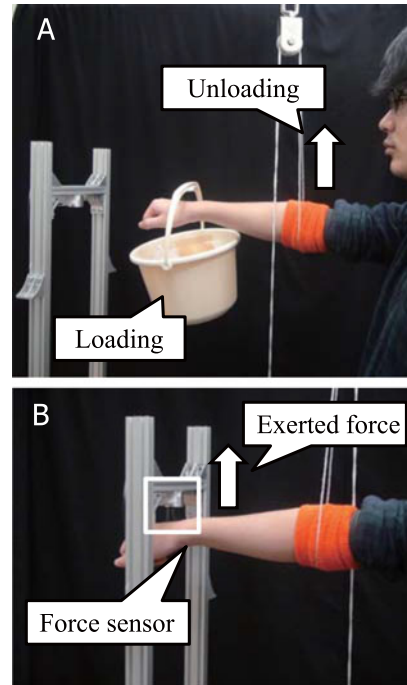 A
Unloading
Loading
B
Exerted force
Force sensor